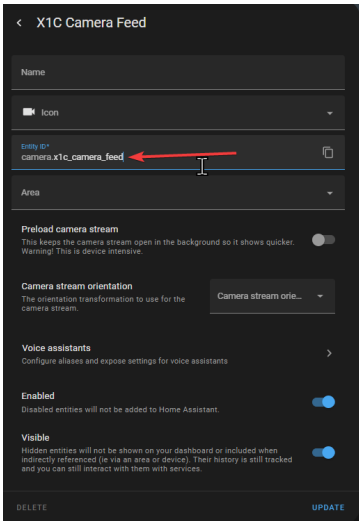 X1C Camera Feed
Name
Icon
Entity ID*
camera.x1c_camera_feed
Area
Preload camera stream
This keeps the camera stream open in the background so it shows quicker.
Warning! This is device intensive.
Camera stream orientation
The orientation transformation to use for the
camera stream.
Camera stream orie...
Voice assistants
Configure aliases and expose settings for voice assistants
Enabled
Disabled entities will not be added to Home Assistant.
Visible
Hidden entities will not be shown on your dashboard or included when
indirectly referenced (ie via an area or device). Their history is still tracked
and you can still interact with them with services.
DELETE
UPDATE